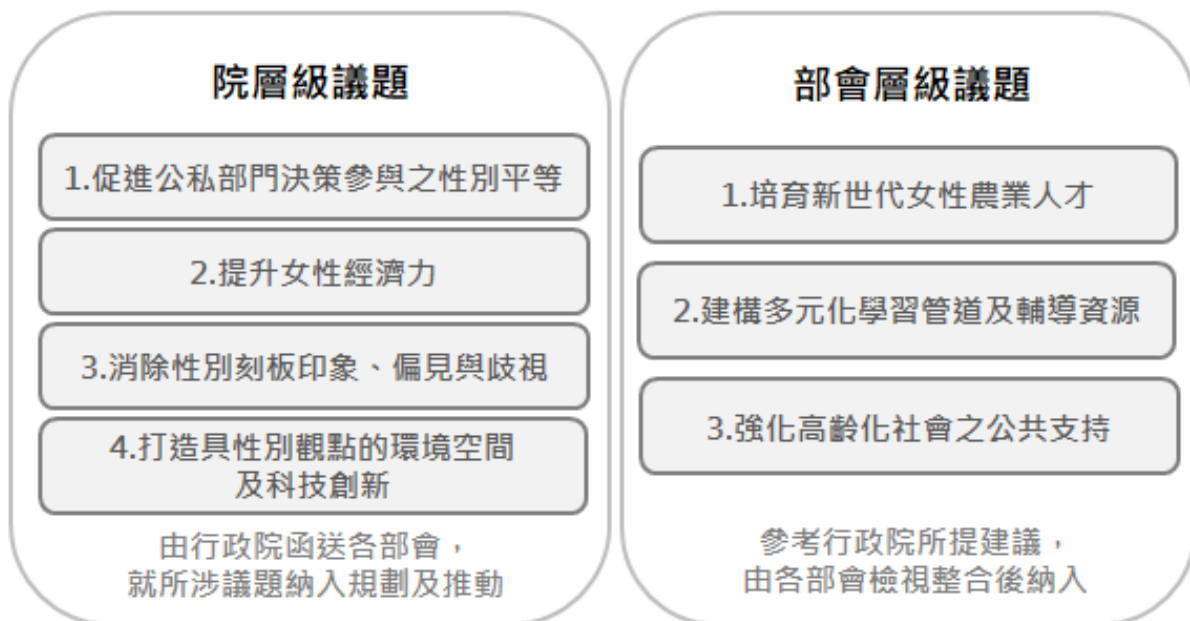 院層級議題
1.促進公私部門決策參與之性別平等
2.提升女性經濟力
3.消除性別刻板印象、偏見與歧視
4.打造具性別觀點的環境空間
及科技創新
由行政院函送各部會，
就所涉議題納入規劃及推動
部會層級議題
1.培育新世代女性農業人才
2.建構多元化學習管道及輔導資源
3.強化高齡化社會之公共支持
參考行政院所提建議，
由各部會檢視整合後納入